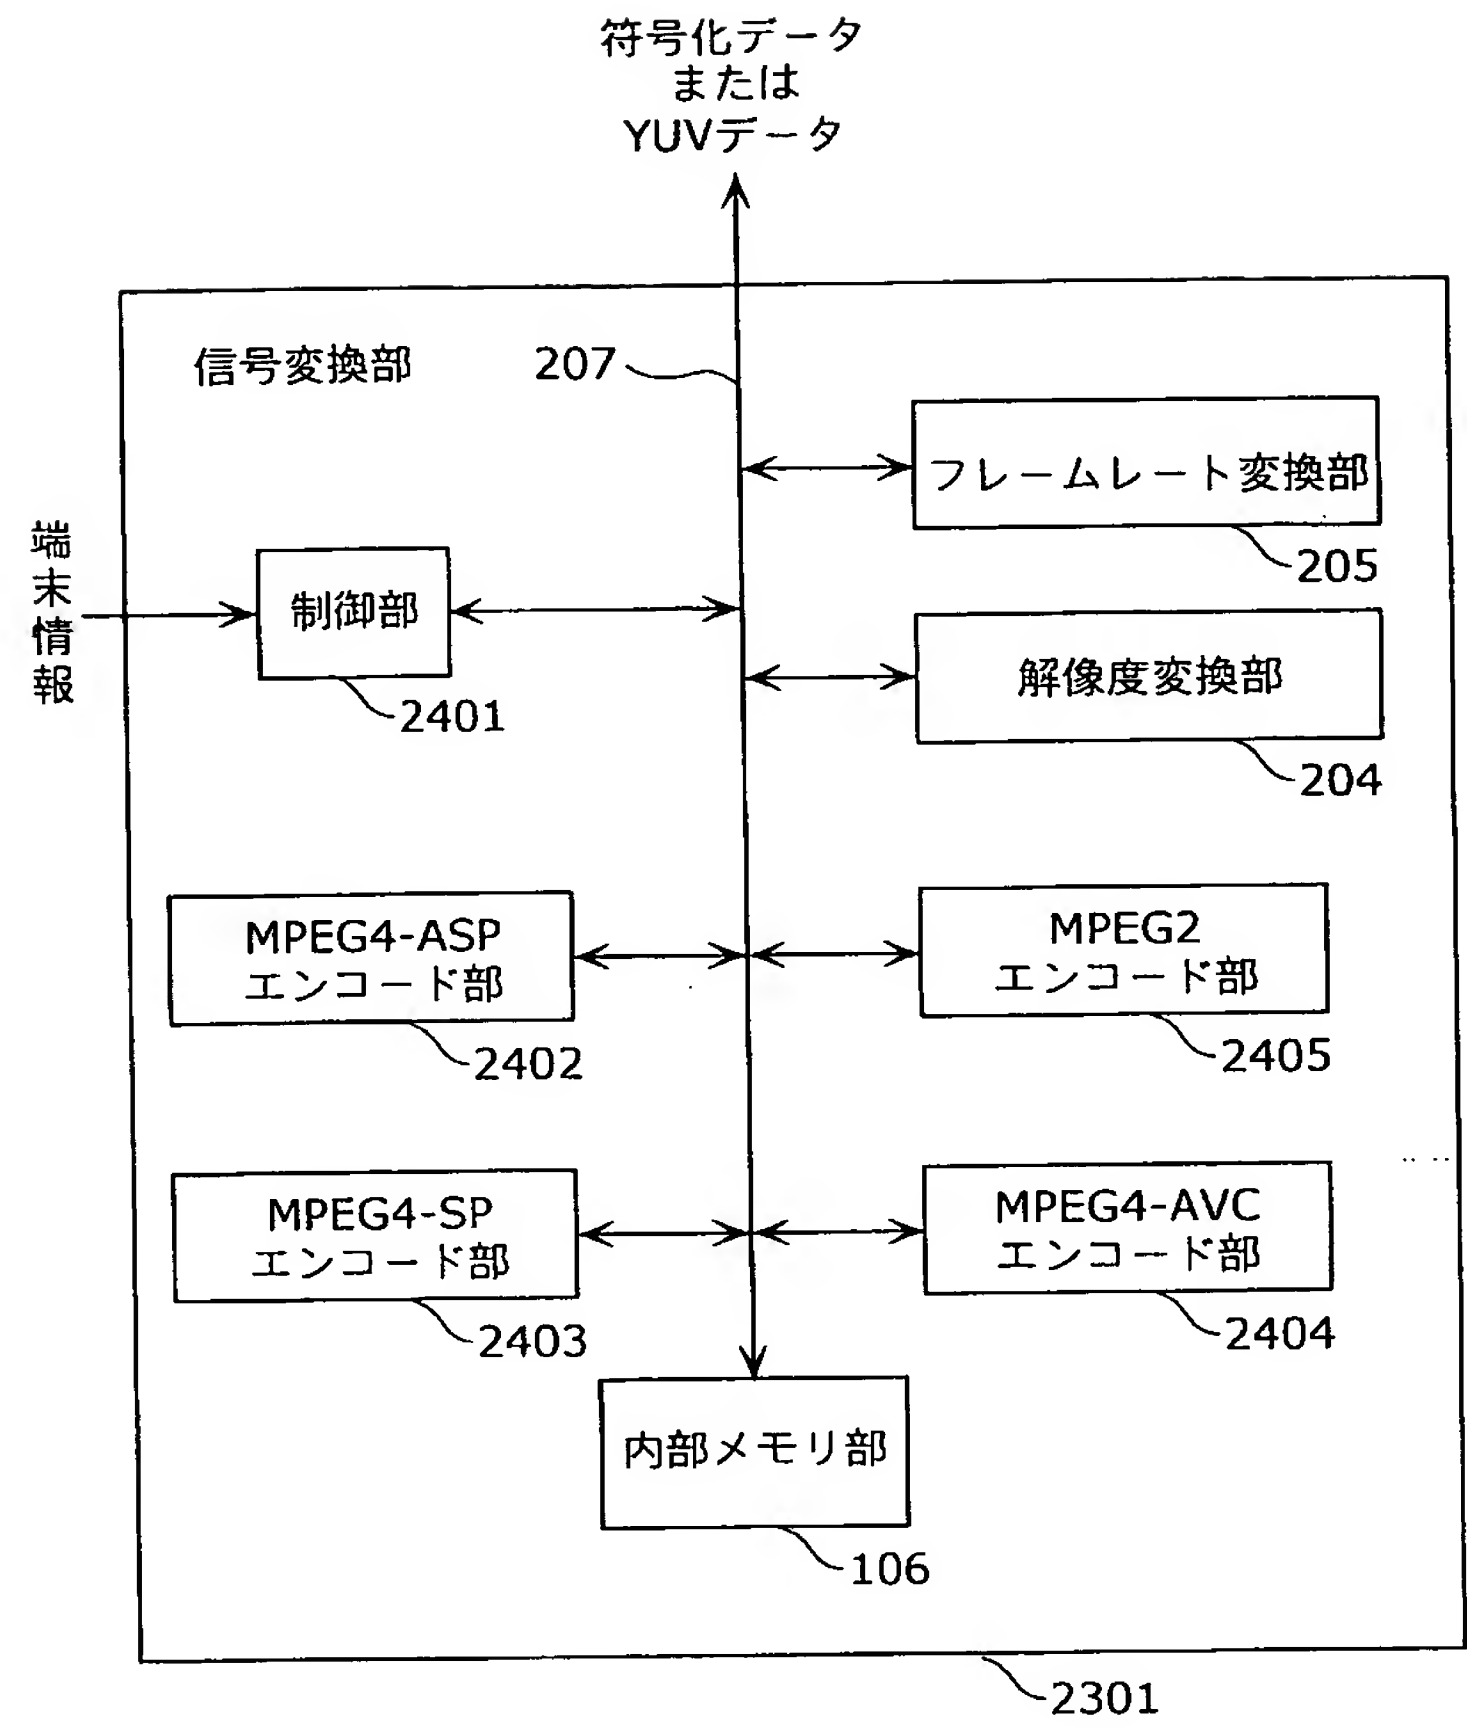 符号化データ
または
YUVデータ
信号変換部
207
フレームレート変換部
205
端末情報
制御部
2401
解像度変換部
204
MPEG4-ASP
エンコード部
2402
MPEG2
エンコード部
2405
MPEG4-SP
エンコード部
2403
MPEG4-AVC
エンコード部
2404
内部メモリ部
106
2301